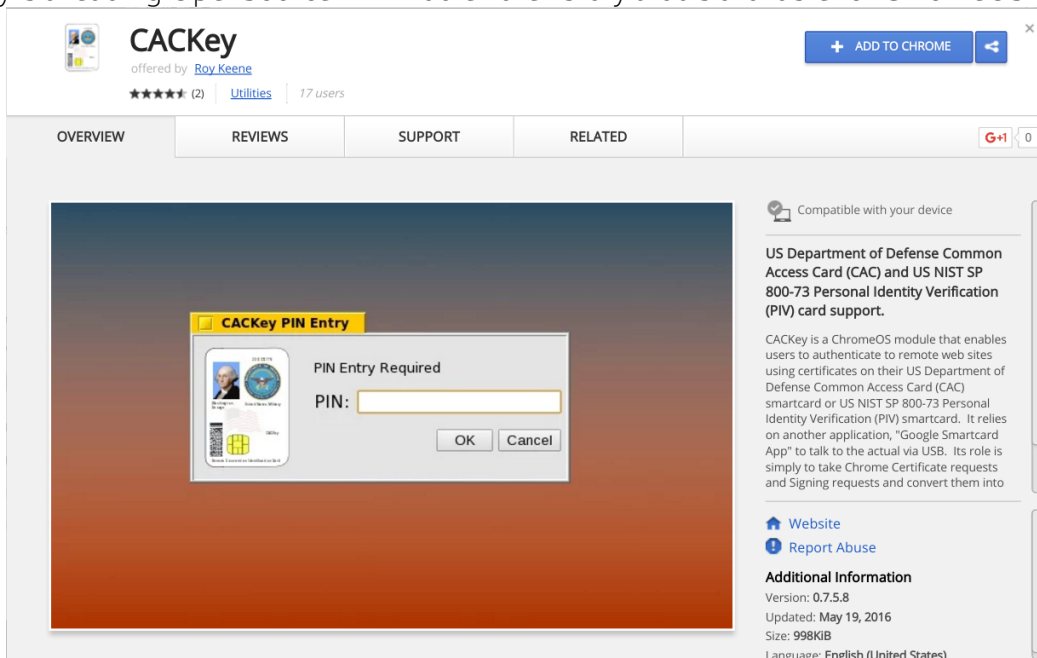 CACKey
offered by Roy Keene
(2) Utilities 17 users
+ ADD TO CHROME
×
OVERVIEW
REVIEWS
SUPPORT
RELATED
G+1 0
CACKey PIN Entry
PIN Entry Required
PIN:
OK Cancel
Compatible with your device
US Department of Defense Common
Access Card (CAC) and US NIST SP
800-73 Personal Identity Verification
(PIV) card support.
CACKey is a ChromeOS module that enables
users to authenticate to remote web sites
using certificates on their US Department of
Defense Common Access Card (CAC)
smartcard or US NIST SP 800-73 Personal
Identity Verification (PIV) smartcard. It relies
on another application, "Google Smartcard
App" to talk to the actual via USB. Its role is
simply to take Chrome Certificate requests
and Signing requests and convert them into
Website
Report Abuse
Additional Information
Version: 0.7.5.8
Updated: May 19, 2016
Size: 998KiB
Language: English (United States)